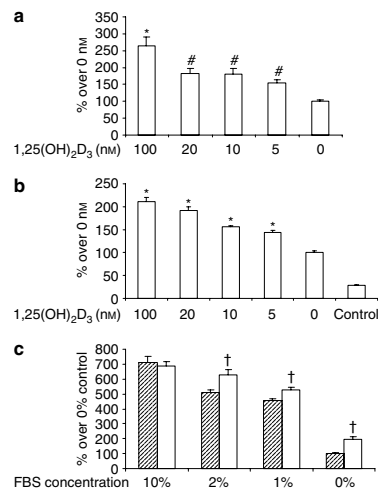 a
350
300
250
200
150
100
50
0
% over 0 nM
* # # #
1,25(OH)2D3 (nM) 100 20 10 5 0
b
250
200
150
100
50
0
% over 0 nM
* * * *
1,25(OH)2D3 (nM) 100 20 10 5 0 Control
c
800
700
600
500
400
300
200
100
0
% over 0% control
† † †
FBS concentration 10% 2% 1% 0%